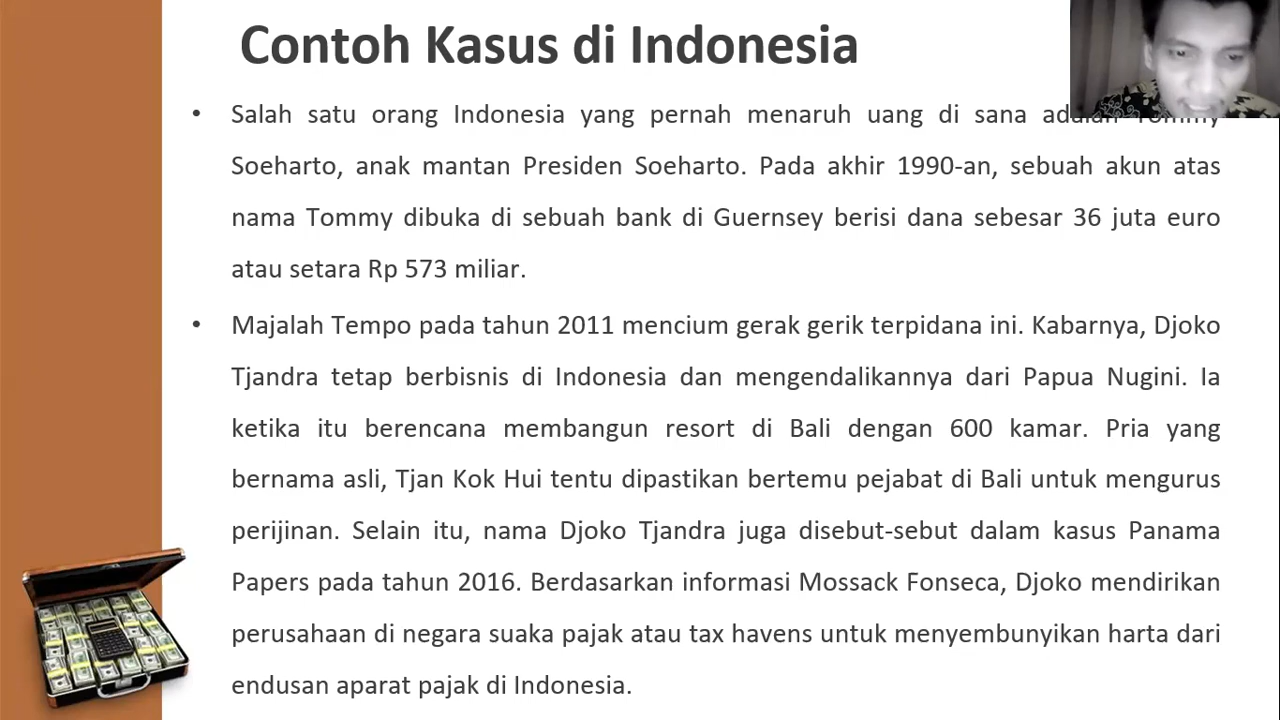 Contoh Kasus di Indonesia
• Salah satu orang Indonesia yang pernah menaruh uang di sana adalah Tommy
Soeharto, anak mantan Presiden Soeharto. Pada akhir 1990-an, sebuah akun atas
nama Tommy dibuka di sebuah bank di Guernsey berisi dana sebesar 36 juta euro
atau setara Rp 573 miliar.
• Majalah Tempo pada tahun 2011 mencium gerak gerik terpidana ini. Kabarnya, Djoko
Tjandra tetap berbisnis di Indonesia dan mengendalikannya dari Papua Nugini. Ia
ketika itu berencana membangun resort di Bali dengan 600 kamar. Pria yang
bernama asli, Tjan Kok Hui tentu dipastikan bertemu pejabat di Bali untuk mengurus
perijinan. Selain itu, nama Djoko Tjandra juga disebut-sebut dalam kasus Panama
Papers pada tahun 2016. Berdasarkan informasi Mossack Fonseca, Djoko mendirikan
perusahaan di negara suaka pajak atau tax havens untuk menyembunyikan harta dari
endusan aparat pajak di Indonesia.